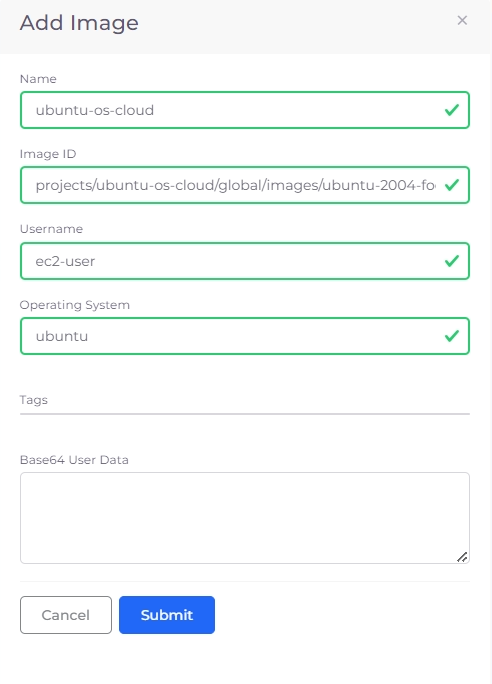 Add Image
×
Name
ubuntu-os-cloud
Image ID
projects/ubuntu-os-cloud/global/images/ubuntu-2004-fo
Username
ec2-user
Operating System
ubuntu
Tags
Base64 User Data
Cancel Submit